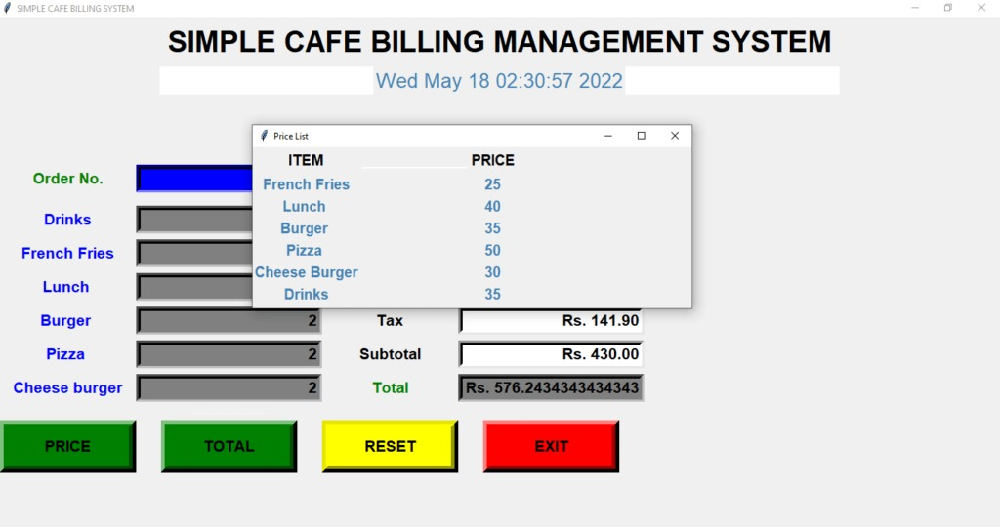 SIMPLE CAFE BILLING SYSTEM
SIMPLE CAFE BILLING MANAGEMENT SYSTEM
Wed May 18 02:30:57 2022
Price List
ITEM PRICE
French Fries 25
Lunch 40
Burger 35
Pizza 50
Cheese Burger 30
Drinks 35
Order No.
Drinks
French Fries
Lunch
Burger 2 Tax Rs. 141.90
Pizza 2 Subtotal Rs. 430.00
Cheese burger 2 Total Rs. 576.2434343434343
PRICE TOTAL RESET EXIT